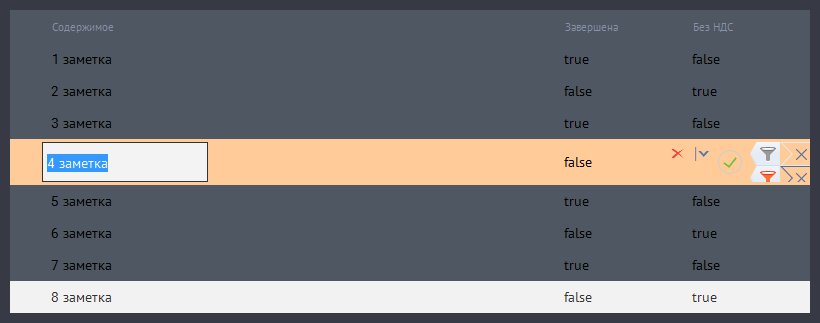 Содержимое Завершена Без НДС
1 заметка true false
2 заметка false true
3 заметка true false
4 заметка false
5 заметка true false
6 заметка false true
7 заметка true false
8 заметка false true